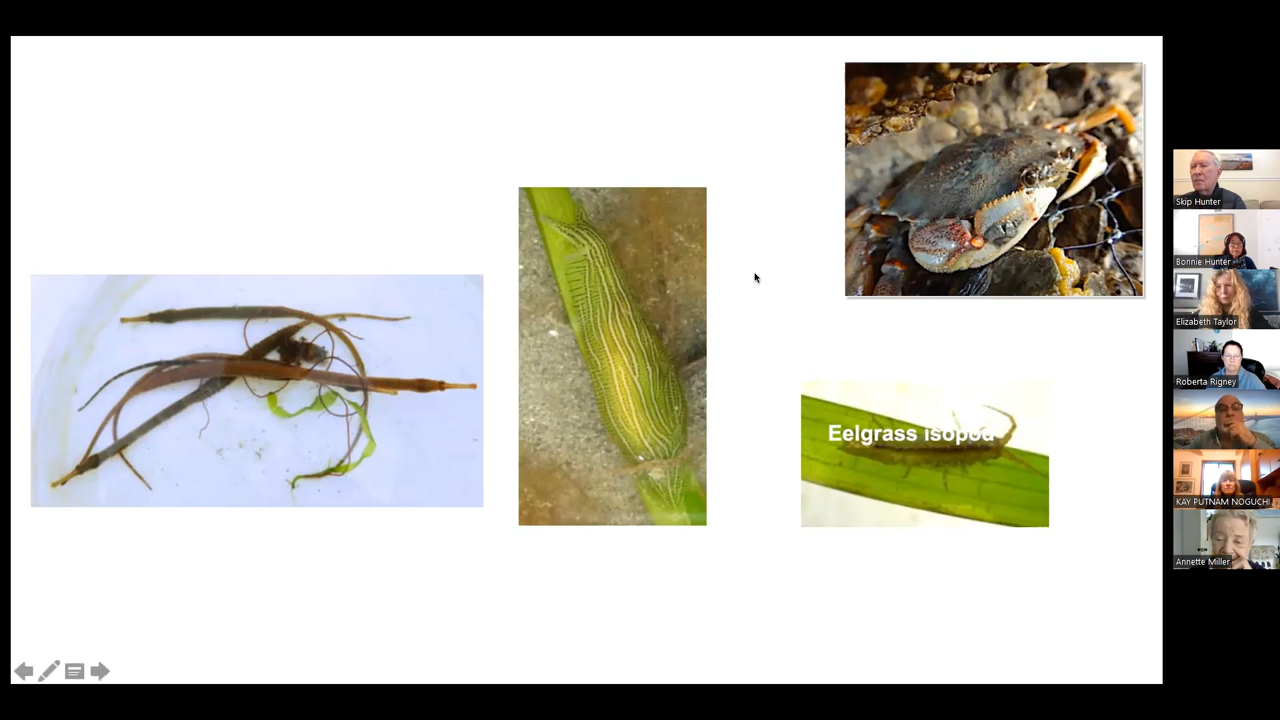 Eelgrass isopod
Skip Hunter
Bonnie Hunter
Elizabeth Taylor
Roberta Rigney
KAY PUTNAM NOGUCHI
Annette Miller